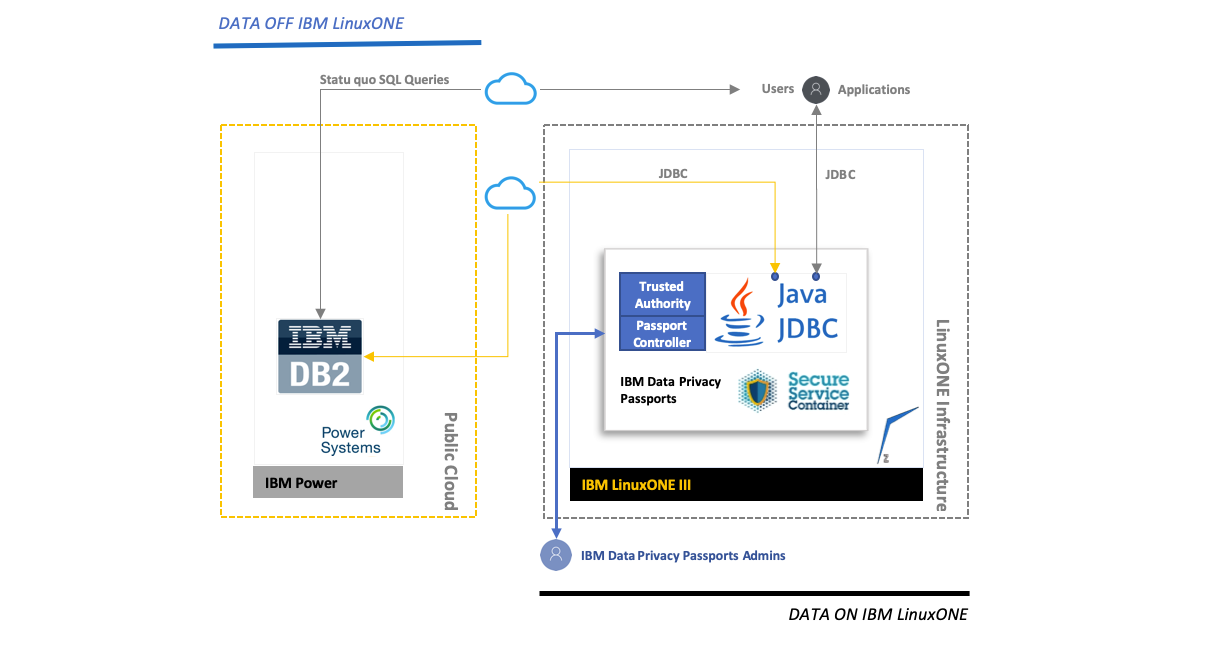 DATA OFF IBM LinuxONE
Statu quo SQL Queries
Users
Applications
JDBC
JDBC
Trusted
Authority
Passport
Controller
Java
JDBC
IBM Data Privacy
Passports
Secure
Service
Container
IBM
DB2
Power
Systems
IBM Power
Public Cloud
z
IBM LinuxONE III
LinuxONE Infrastructure
IBM Data Privacy Passports Admins
DATA ON IBM LinuxONE